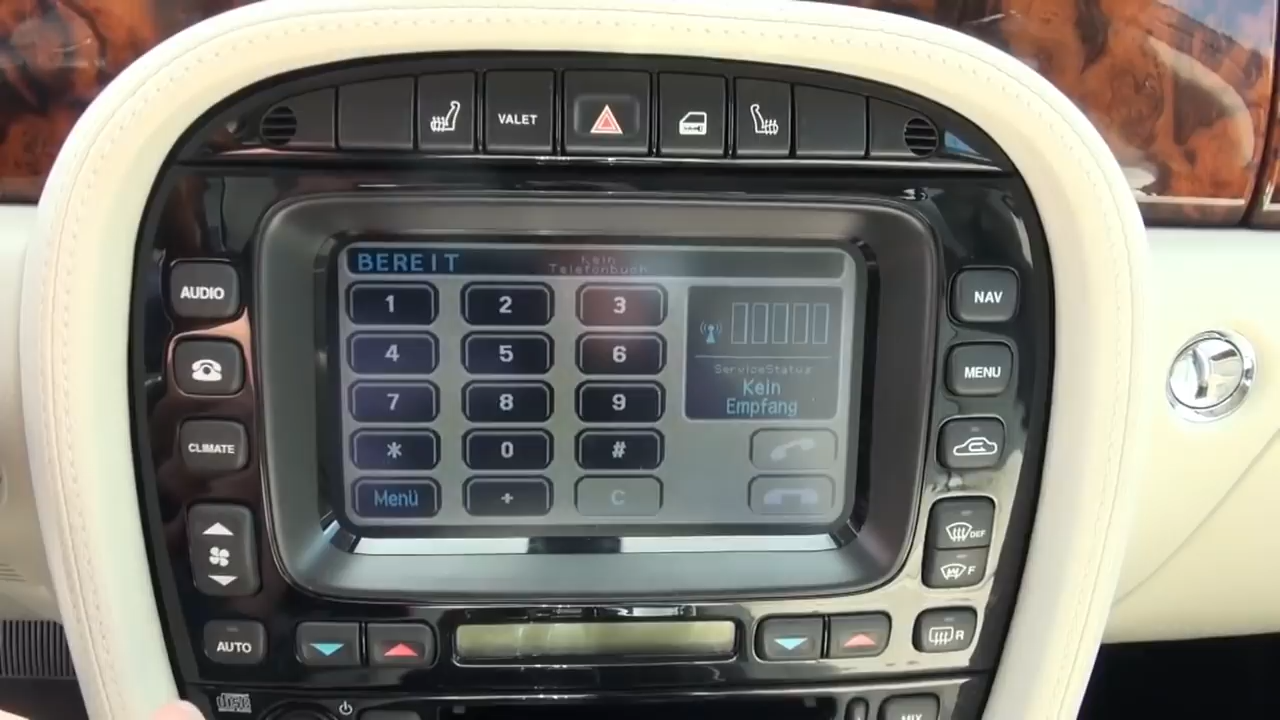 VALET
AUDIO
CLIMATE
AUTO
BEREIT
Kein
Telefonbuch
1 2 3
4 5 6
7 8 9
* 0 #
Menü + C
ServiceStatus
Kein
Empfang
NAV
MENU
DEF
F
R
disc
MIX